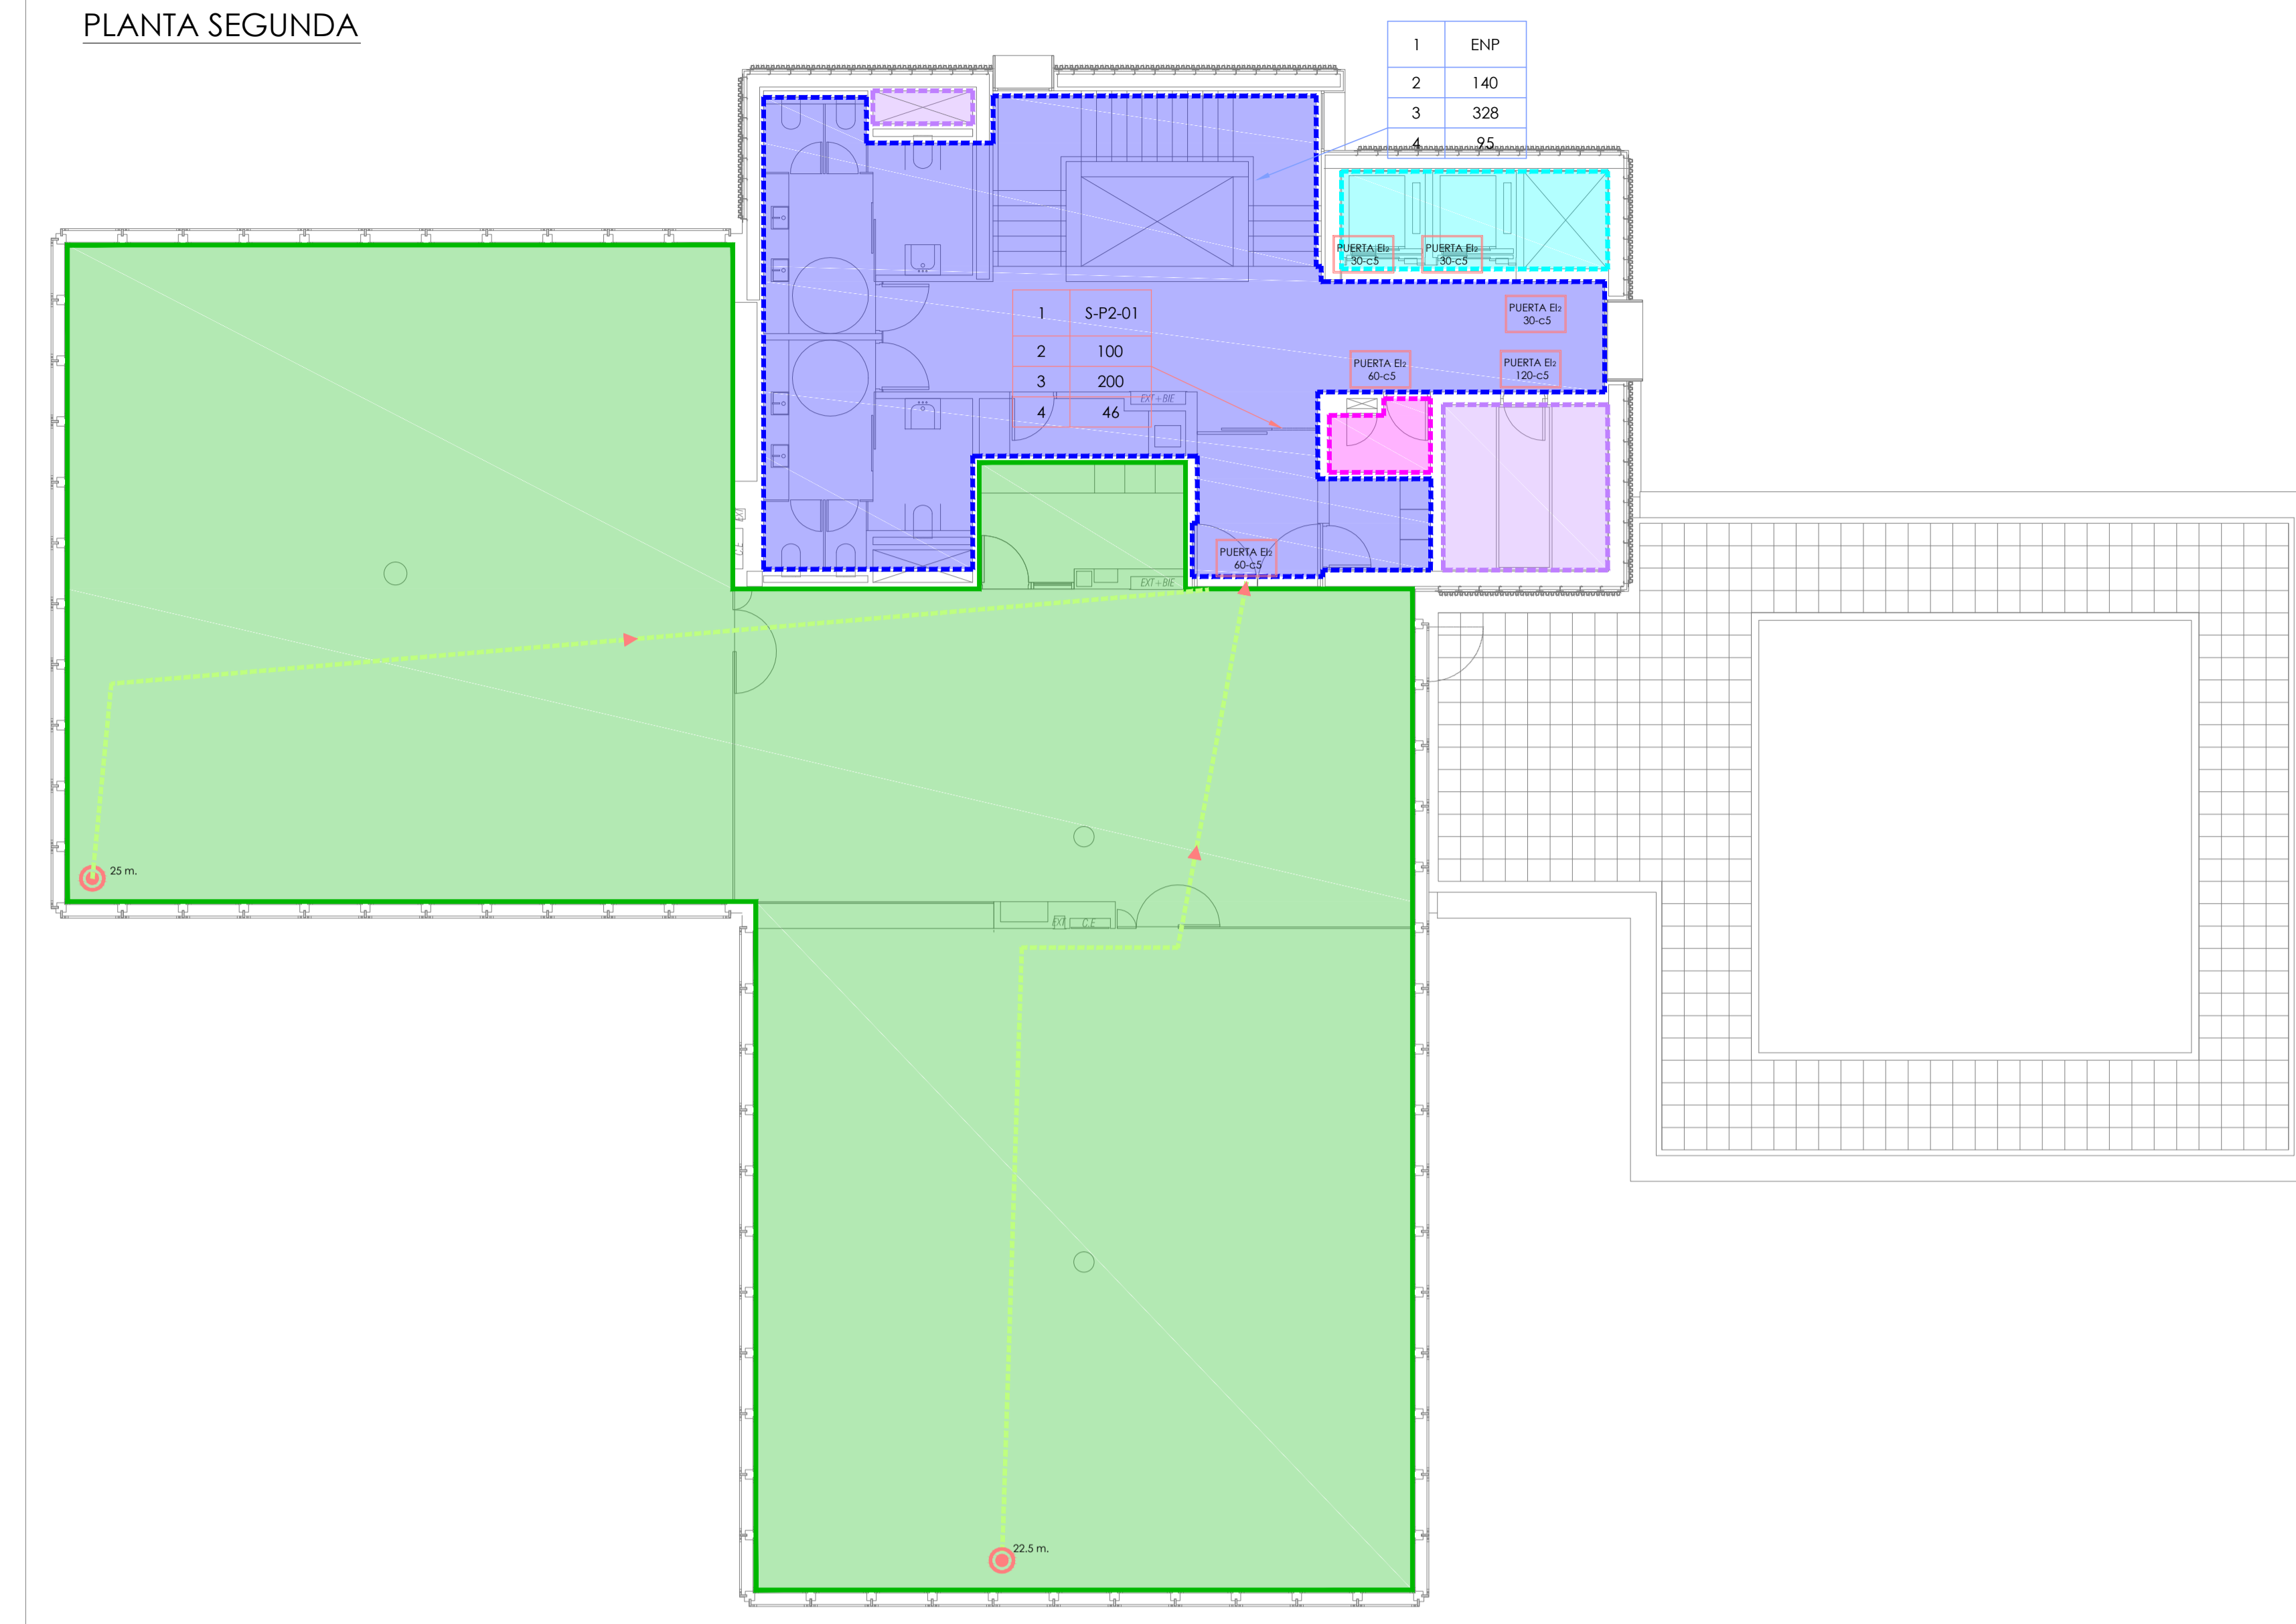 PLANTA SEGUNDA
1 ENP
2 140
3 328
4 95
PUERTA EI2
30-c5
PUERTA EI2
30-c5
1 S-P2-01
2 100
3 200
4 46
PUERTA EI2
30-c5
PUERTA EI2
60-c5
PUERTA EI2
120-c5
EXT+BIE
EXT
C.E
PUERTA EI2
60-c5
EXT+BIE
25 m.
EXT
C.E
22.5 m.